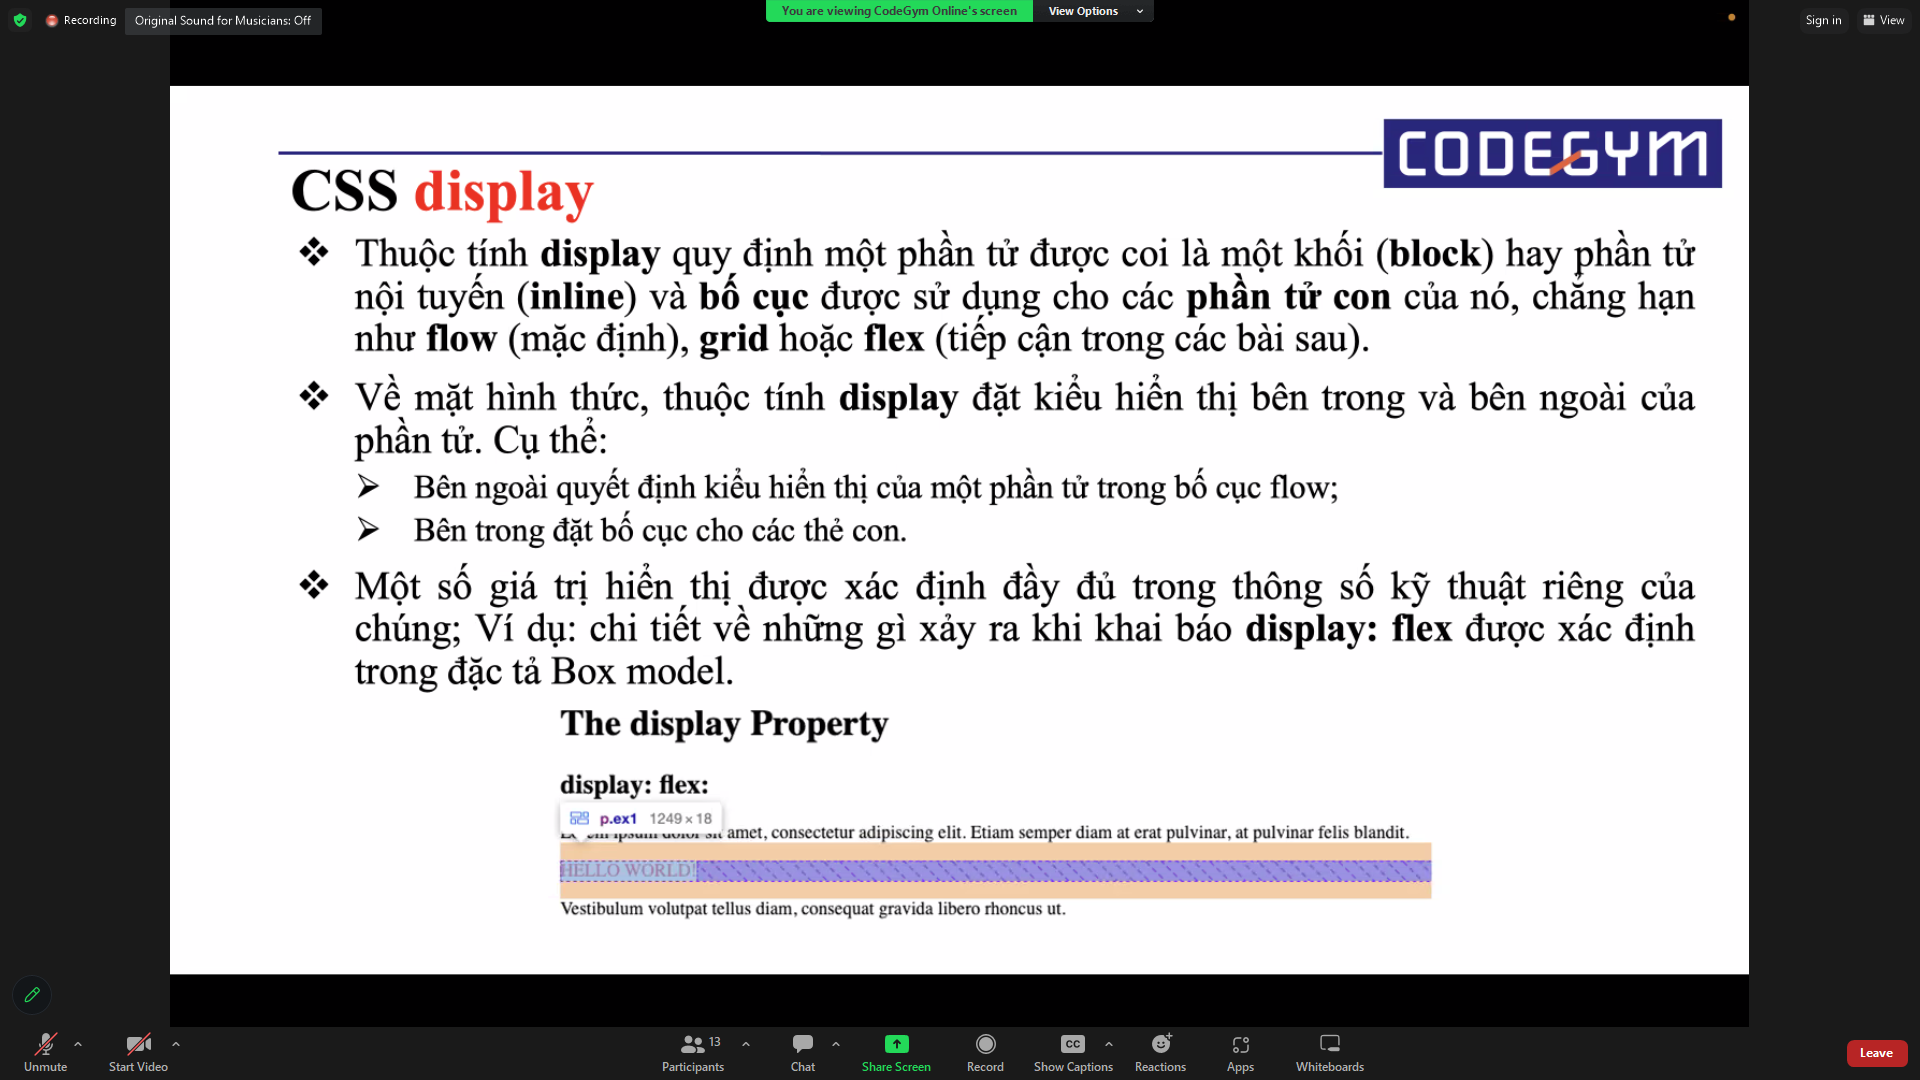 Recording
Original Sound for Musicians: Off
You are viewing CodeGym Online's screen
View Options
Sign in
View
CODEGYM
CSS display
Thuộc tính display quy định một phần tử được coi là một khối (block) hay phần tử
nội tuyến (inline) và bố cục được sử dụng cho các phần tử con của nó, chẳng hạn
như flow (mặc định), grid hoặc flex (tiếp cận trong các bài sau).
Về mặt hình thức, thuộc tính display đặt kiểu hiển thị bên trong và bên ngoài của
phần tử. Cụ thể:
Bên ngoài quyết định kiểu hiển thị của một phần tử trong bố cục flow;
Bên trong đặt bố cục cho các thẻ con.
Một số giá trị hiển thị được xác định đầy đủ trong thông số kỹ thuật riêng của
chúng; Ví dụ: chi tiết về những gì xảy ra khi khai báo display: flex được xác định
trong đặc tả Box model.
The display Property
display: flex:
p.ex1 1249 × 18
amet, consectetur adipiscing elit. Etiam semper diam at erat pulvinar, at pulvinar felis blandit.
HELLO WORLD!
Vestibulum volutpat tellus diam, consequat gravida libero rhoncus ut.
Unmute
Start Video
13
Participants
Chat
Share Screen
Record
CC
Show Captions
Reactions
Apps
Whiteboards
Leave